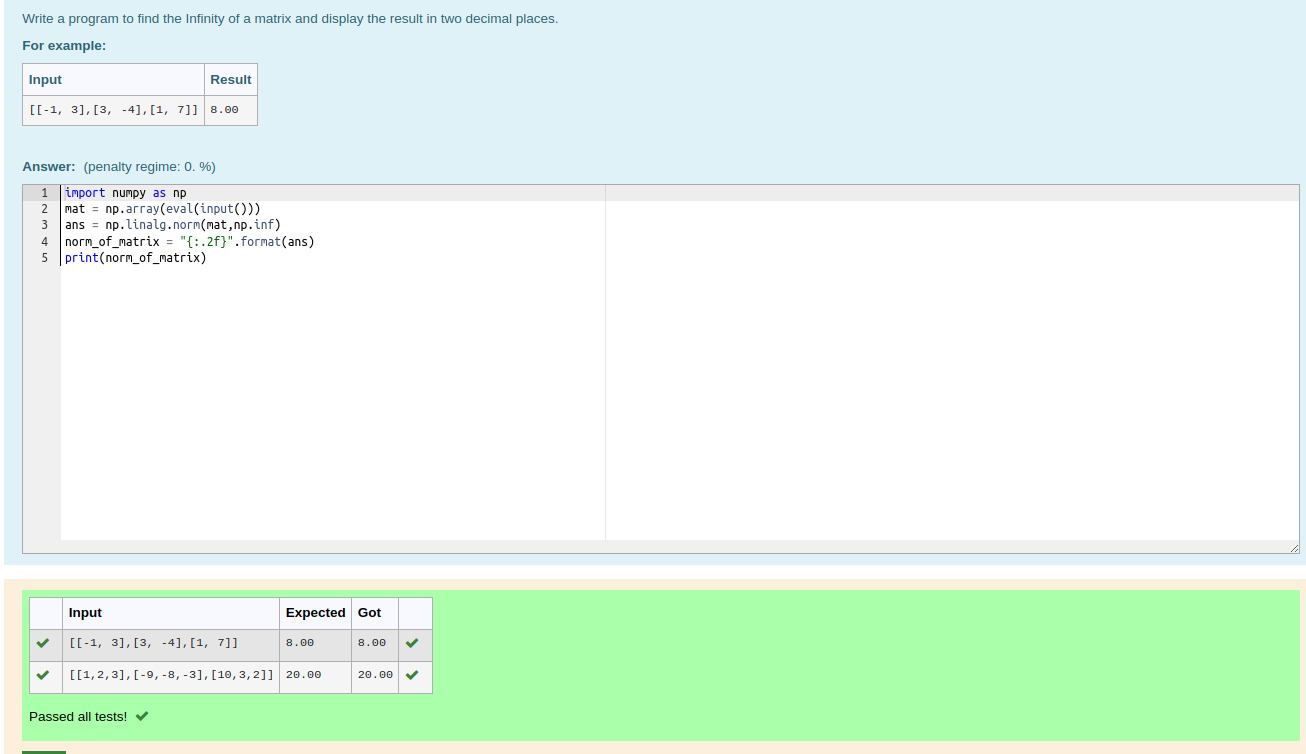 Write a program to find the Infinity of a matrix and display the result in two decimal places.
For example:
Input Result
[[-1, 3],[3, -4],[1, 7]] 8.00
Answer: (penalty regime: 0. %)
1 import numpy as np
2 mat = np.array(eval(input()))
3 ans = np.linalg.norm(mat,np.inf)
4 norm_of_matrix = "{:.2f}".format(ans)
5 print(norm_of_matrix)
Input Expected Got
[[-1, 3],[3, -4],[1, 7]] 8.00 8.00
[[1,2,3],[-9,-8,-3],[10,3,2]] 20.00 20.00
Passed all tests!